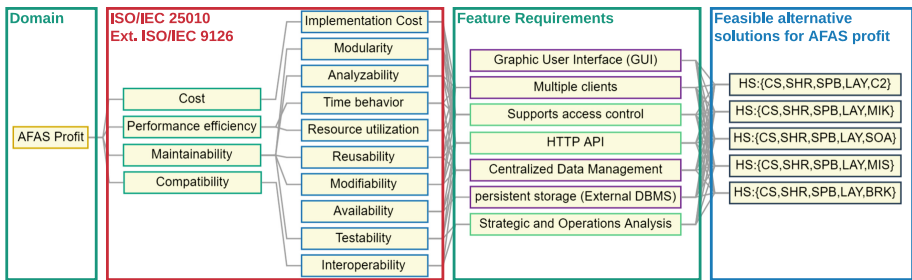 Domain
AFAS Profit
ISO/IEC 25010
Ext. ISO/IEC 9126
Cost
Performance efficiency
Maintainability
Compatibility
Implementation Cost
Modularity
Analyzability
Time behavior
Resource utilization
Reusability
Modifiability
Availability
Testability
Interoperability
Feature Requirements
Graphic User Interface (GUI)
Multiple clients
Supports access control
HTTP API
Centralized Data Management
persistent storage (External DBMS)
Strategic and Operations Analysis
Feasible alternative
solutions for AFAS profit
HS:{CS,SHR,SPB,LAY,C2}
HS:{CS,SHR,SPB,LAY,MIK}
HS:{CS,SHR,SPB,LAY,SOA}
HS:{CS,SHR,SPB,LAY,MIS}
HS:{CS,SHR,SPB,LAY,BRK}